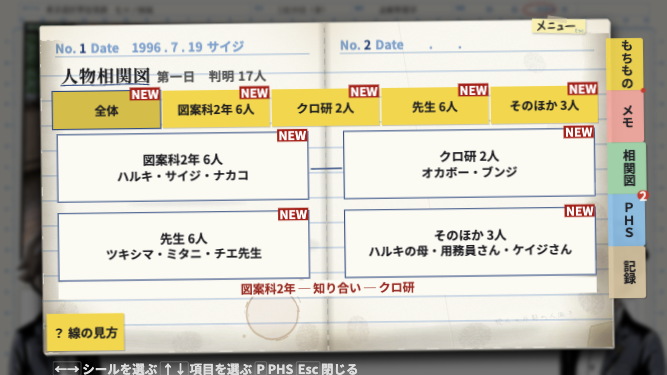 メニュー
Esc
No. 1 Date 1996 . 7 . 19 サイジ
No. 2 Date . .
人物相関図 第一日 判明 17人
全体 NEW
図案科2年 6人 NEW
クロ研 2人 NEW
先生 6人 NEW
そのほか 3人 NEW
NEW
図案科2年 6人
ハルキ・サイジ・ナカコ
NEW
クロ研 2人
オカボー・ブンジ
NEW
先生 6人
ツキシマ・ミタニ・チエ先生
NEW
そのほか 3人
ハルキの母・用務員さん・ケイジさん
図案科2年 ― 知り合い ― クロ研
? 線の見方
もちもの
メモ
相関図
PHS 2
記録
←→ シールを選ぶ ↑↓ 項目を選ぶ P PHS Esc 閉じる